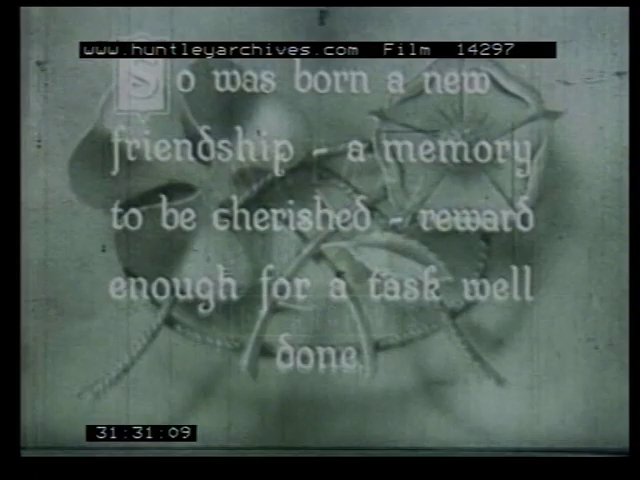 www.huntleyarchives.com Film 14297
So was born a new
friendship - a memory
to be cherished - reward
enough for a task well
done.
31:31:09